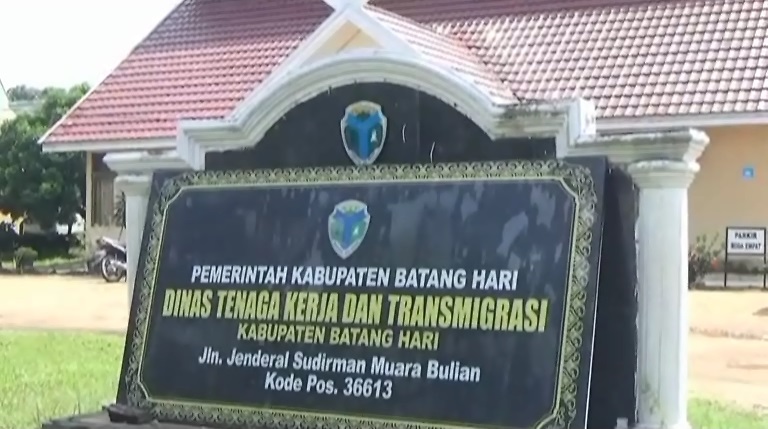 PEMERINTAH KABUPATEN BATANG HARI
DINAS TENAGA KERJA DAN TRANSMIGRASI
KABUPATEN BATANG HARI
Jln. Jenderal Sudirman Muara Bulian
Kode Pos. 36613
PARKIR
RODA EMPAT